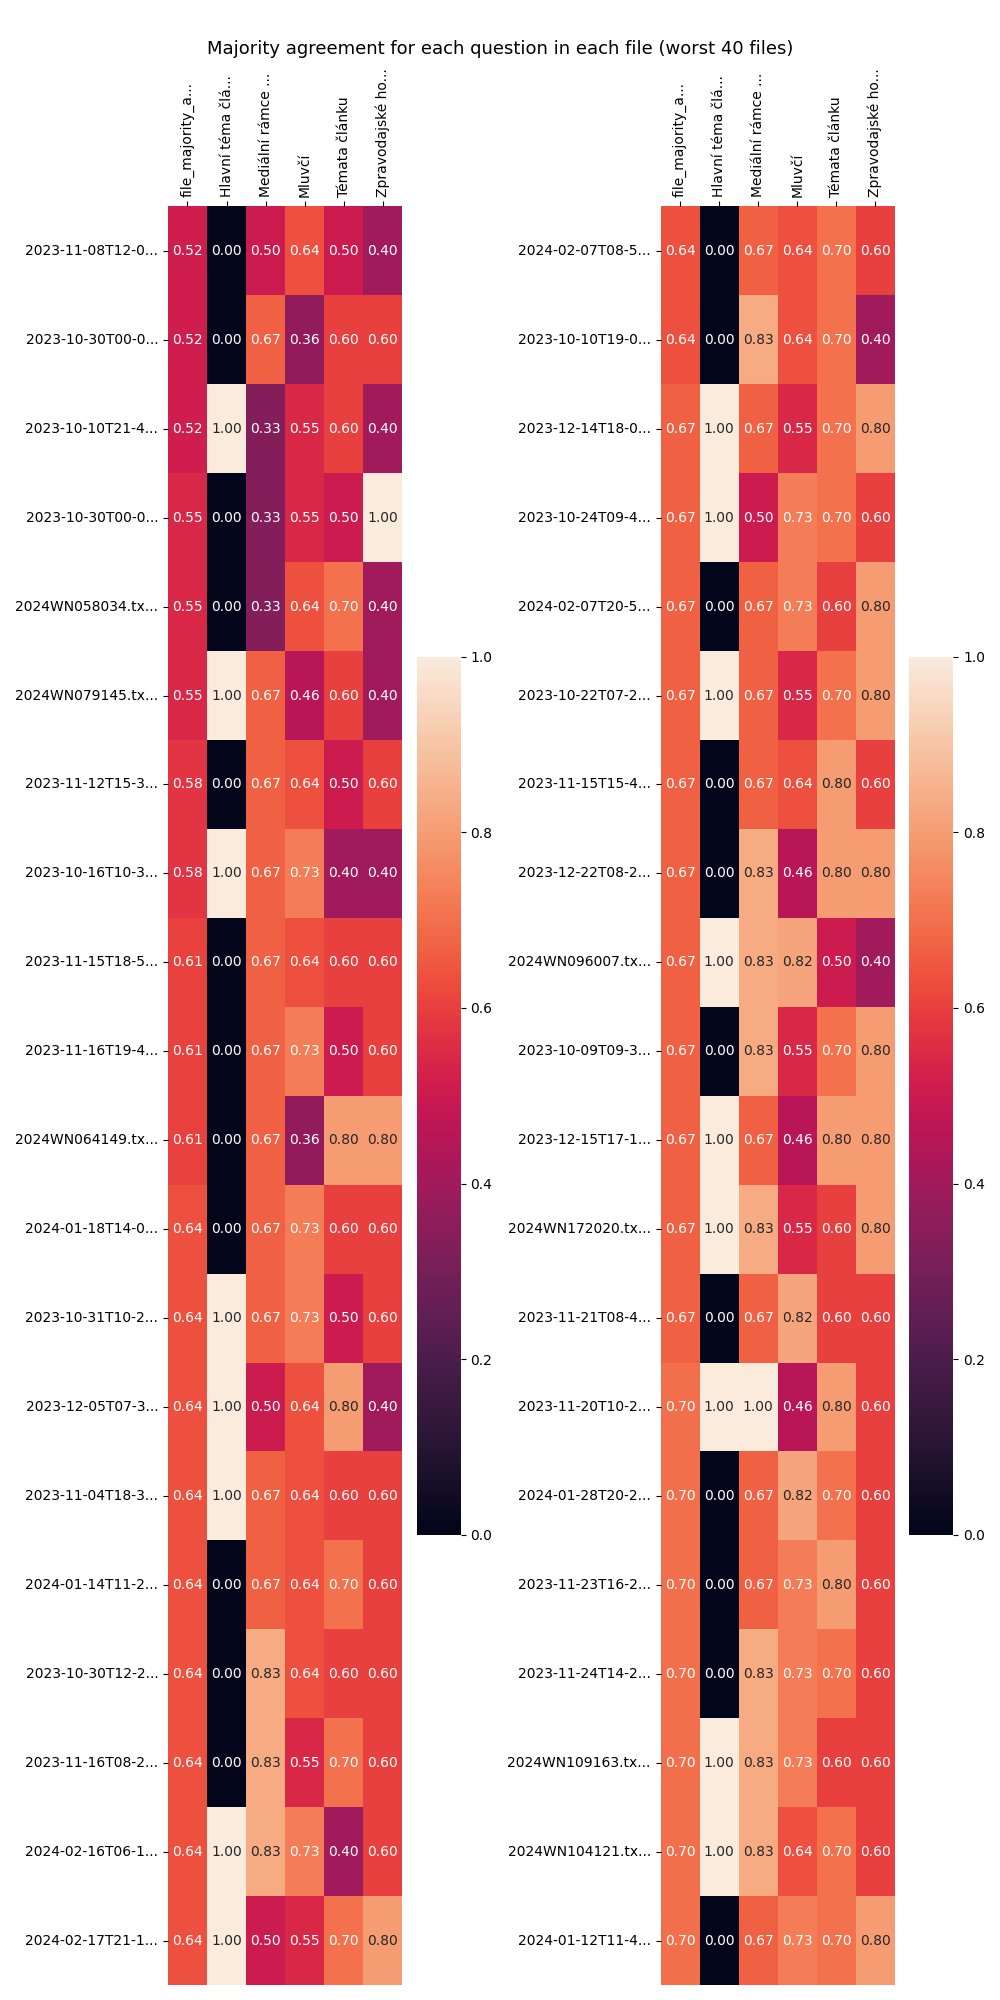 Majority agreement for each question in each file (worst 40 files)
file_majority_a... Hlavní téma člá... Mediální rámce ... Mluvčí Témata článku Zpravodajské ho...
2023-11-08T12-0... 0.52 0.00 0.50 0.64 0.50 0.40
2023-10-30T00-0... 0.52 0.00 0.67 0.36 0.60 0.60
2023-10-10T21-4... 0.52 1.00 0.33 0.55 0.60 0.40
2023-10-30T00-0... 0.55 0.00 0.33 0.55 0.50 1.00
2024WN058034.tx... 0.55 0.00 0.33 0.64 0.70 0.40
2024WN079145.tx... 0.55 1.00 0.67 0.46 0.60 0.40
2023-11-12T15-3... 0.58 0.00 0.67 0.64 0.50 0.60
2023-10-16T10-3... 0.58 1.00 0.67 0.73 0.40 0.40
2023-11-15T18-5... 0.61 0.00 0.67 0.64 0.60 0.60
2023-11-16T19-4... 0.61 0.00 0.67 0.73 0.50 0.60
2024WN064149.tx... 0.61 0.00 0.67 0.36 0.80 0.80
2024-01-18T14-0... 0.64 0.00 0.67 0.73 0.60 0.60
2023-10-31T10-2... 0.64 1.00 0.67 0.73 0.50 0.60
2023-12-05T07-3... 0.64 1.00 0.50 0.64 0.80 0.40
2023-11-04T18-3... 0.64 1.00 0.67 0.64 0.60 0.60
2024-01-14T11-2... 0.64 0.00 0.67 0.64 0.70 0.60
2023-10-30T12-2... 0.64 0.00 0.83 0.64 0.60 0.60
2023-11-16T08-2... 0.64 0.00 0.83 0.55 0.70 0.60
2024-02-16T06-1... 0.64 1.00 0.83 0.73 0.40 0.60
2024-02-17T21-1... 0.64 1.00 0.50 0.55 0.70 0.80
1.0
0.8
0.6
0.4
0.2
0.0
file_majority_a... Hlavní téma člá... Mediální rámce ... Mluvčí Témata článku Zpravodajské ho...
2024-02-07T08-5... 0.64 0.00 0.67 0.64 0.70 0.60
2023-10-10T19-0... 0.64 0.00 0.83 0.64 0.70 0.40
2023-12-14T18-0... 0.67 1.00 0.67 0.55 0.70 0.80
2023-10-24T09-4... 0.67 1.00 0.50 0.73 0.70 0.60
2024-02-07T20-5... 0.67 0.00 0.67 0.73 0.60 0.80
2023-10-22T07-2... 0.67 1.00 0.67 0.55 0.70 0.80
2023-11-15T15-4... 0.67 0.00 0.67 0.64 0.80 0.60
2023-12-22T08-2... 0.67 0.00 0.83 0.46 0.80 0.80
2024WN096007.tx... 0.67 1.00 0.83 0.82 0.50 0.40
2023-10-09T09-3... 0.67 0.00 0.83 0.55 0.70 0.80
2023-12-15T17-1... 0.67 1.00 0.67 0.46 0.80 0.80
2024WN172020.tx... 0.67 1.00 0.83 0.55 0.60 0.80
2023-11-21T08-4... 0.67 0.00 0.67 0.82 0.60 0.60
2023-11-20T10-2... 0.70 1.00 1.00 0.46 0.80 0.60
2024-01-28T20-2... 0.70 0.00 0.67 0.82 0.70 0.60
2023-11-23T16-2... 0.70 0.00 0.67 0.73 0.80 0.60
2023-11-24T14-2... 0.70 0.00 0.83 0.73 0.70 0.60
2024WN109163.tx... 0.70 1.00 0.83 0.73 0.60 0.60
2024WN104121.tx... 0.70 1.00 0.83 0.64 0.70 0.60
2024-01-12T11-4... 0.70 0.00 0.67 0.73 0.70 0.80
1.0
0.8
0.6
0.4
0.2
0.0